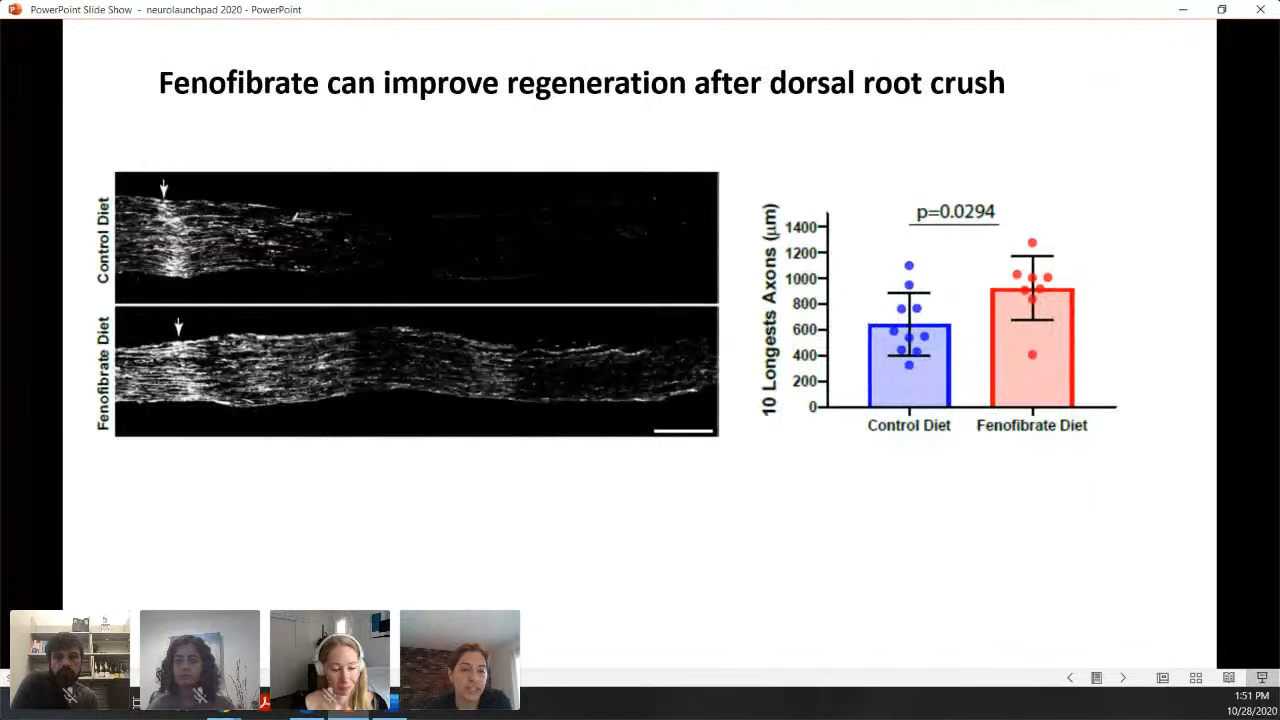 PowerPoint Slide Show - neurolaunchpad 2020 - PowerPoint
Fenofibrate can improve regeneration after dorsal root crush
Control Diet
Fenofibrate Diet
10 Longests Axons (μm)
p=0.0294
1400
1200
1000
800
600
400
200
0
Control Diet
Fenofibrate Diet
1:51 PM
10/28/2020